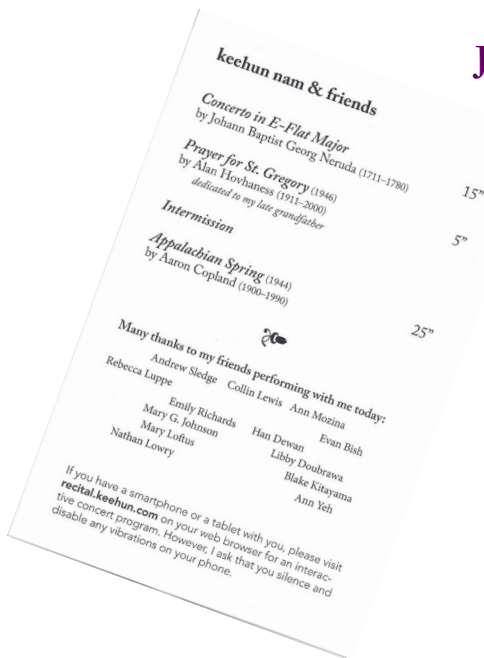 J
keehun nam & friends
Concerto in E-Flat Major
by Johann Baptist Georg Neruda (1711–1780)
15”
Prayer for St. Gregory (1946)
by Alan Hovhaness (1911–2000)
dedicated to my late grandfather
5”
Intermission
Appalachian Spring (1944)
by Aaron Copland (1900–1990)
25”
Many thanks to my friends performing with me today:
Andrew Sledge Collin Lewis Ann Mozina
Rebecca Luppe
Emily Richards Han Dewan Evan Bish
Mary G. Johnson Libby Doubrawa
Mary Loftus Blake Kitayama
Nathan Lowry Ann Yeh
If you have a smartphone or a tablet with you, please visit
recital.keehun.com on your web browser for an interac-
tive concert program. However, I ask that you silence and
disable any vibrations on your phone.